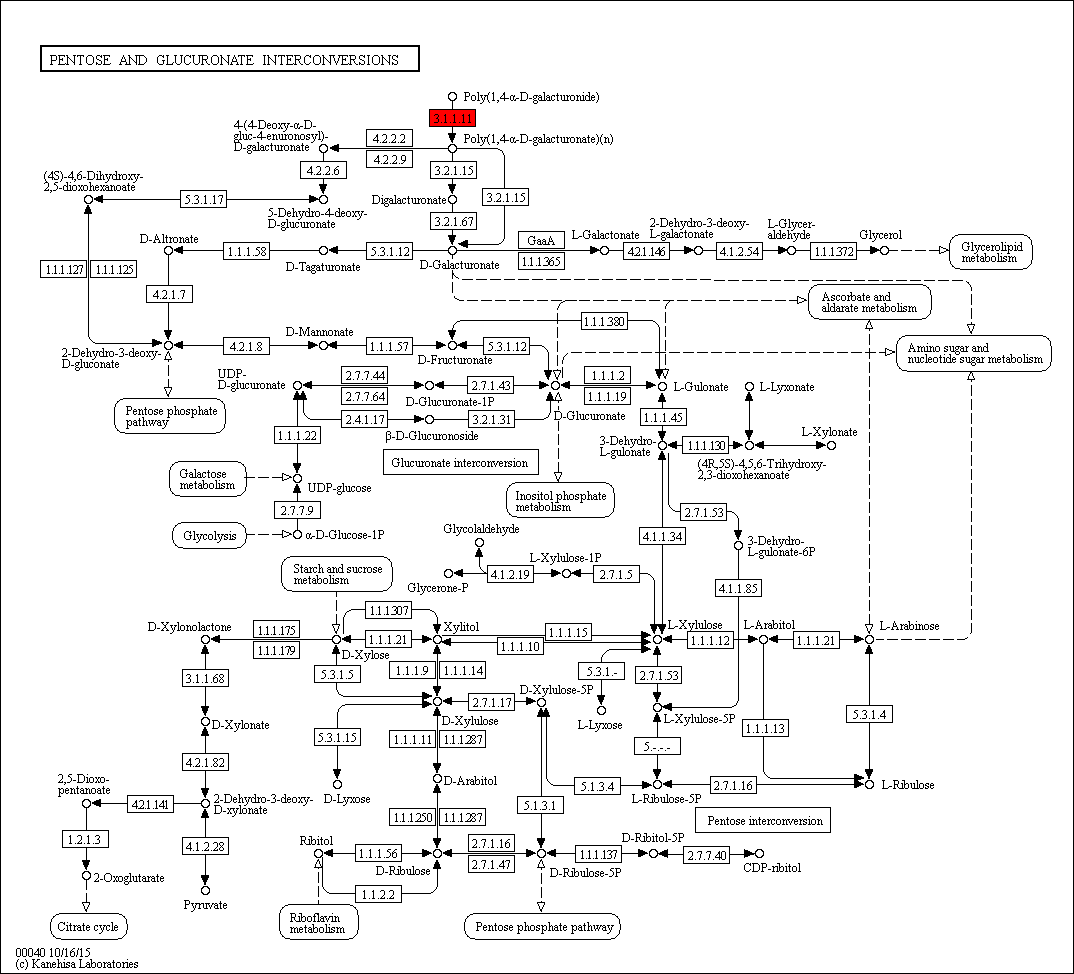 PENTOSE AND GLUCURONATE INTERCONVERSIONS
Poly(1,4-α-D-galacturonide)
3.1.1.11
4-(4-Deoxy-α-D-
gluc-4-enuronosyl)-
D-galacturonate
4.2.2.2
4.2.2.9
Poly(1,4-α-D-galacturonate)(n)
(4S)-4,6-Dihydroxy-
2,5-dioxohexanoate
4.2.2.6
3.2.1.15
5.3.1.17
Digalacturonate
3.2.1.15
5-Dehydro-4-deoxy-
D-glucuronate
3.2.1.67
D-Altronate
1.1.1.58
D-Tagaturonate
5.3.1.12
D-Galacturonate
GaaA
1.1.1.365
L-Galactonate
4.2.1.146
2-Dehydro-3-deoxy-
L-galactonate
4.1.2.54
L-Glycer-
aldehyde
1.1.1.372
Glycerol
Glycerolipid
metabolism
1.1.1.127
1.1.1.125
4.2.1.7
Ascorbate and
aldarate metabolism
1.1.1.380
2-Dehydro-3-deoxy-
D-gluconate
4.2.1.8
D-Mannonate
1.1.1.57
D-Fructuronate
5.3.1.12
Amino sugar and
nucleotide sugar metabolism
UDP-
D-glucuronate
2.7.7.44
2.7.7.64
D-Glucuronate-1P
2.7.1.43
1.1.1.2
1.1.1.19
L-Gulonate
L-Lyxonate
Pentose phosphate
pathway
2.4.1.17
3.2.1.31
D-Glucuronate
1.1.1.45
β-D-Glucuronoside
1.1.1.22
3-Dehydro-
L-gulonate
1.1.1.130
L-Xylonate
Glucuronate interconversion
(4R,5S)-4,5,6-Trihydroxy-
2,3-dioxohexanoate
Galactose
metabolism
UDP-glucose
Inositol phosphate
metabolism
2.7.7.9
2.7.1.53
Glycolysis
α-D-Glucose-1P
Glycolaldehyde
4.1.1.34
3-Dehydro-
L-gulonate-6P
Starch and sucrose
metabolism
Glycerone-P
4.1.2.19
L-Xylulose-1P
2.7.1.5
4.1.1.85
1.1.1307
D-Xylonolactone
1.1.1.175
1.1.1.179
D-Xylose
1.1.1.21
Xylitol
1.1.1.15
1.1.1.10
L-Xylulose
1.1.1.12
L-Arabitol
1.1.1.21
L-Arabinose
3.1.1.68
5.3.1.5
1.1.1.9
1.1.1.14
5.3.1.-
2.7.1.53
D-Xylulose-5P
2.7.1.17
D-Xylulose
L-Lyxose
L-Xylulose-5P
D-Xylonate
5.3.1.15
1.1.1.11
1.1.1287
5.-.-.-
1.1.1.13
5.3.1.4
4.2.1.82
D-Lyxose
D-Arabitol
5.1.3.4
L-Ribulose-5P
2.7.1.16
L-Ribulose
2,5-Dioxo-
pentanoate
4.2.1.141
2-Dehydro-3-deoxy-
D-xylonate
5.1.3.1
1.1.1250
1.1.1287
Pentose interconversion
1.2.1.3
4.1.2.28
Ribitol
1.1.1.56
D-Ribulose
2.7.1.16
2.7.1.47
D-Ribulose-5P
1.1.1.137
D-Ribitol-5P
2.7.7.40
CDP-ribitol
2-Oxoglutarate
Pyruvate
1.1.2.2
Citrate cycle
Riboflavin
metabolism
Pentose phosphate pathway
00040 10/16/15
(c) Kanehisa Laboratories